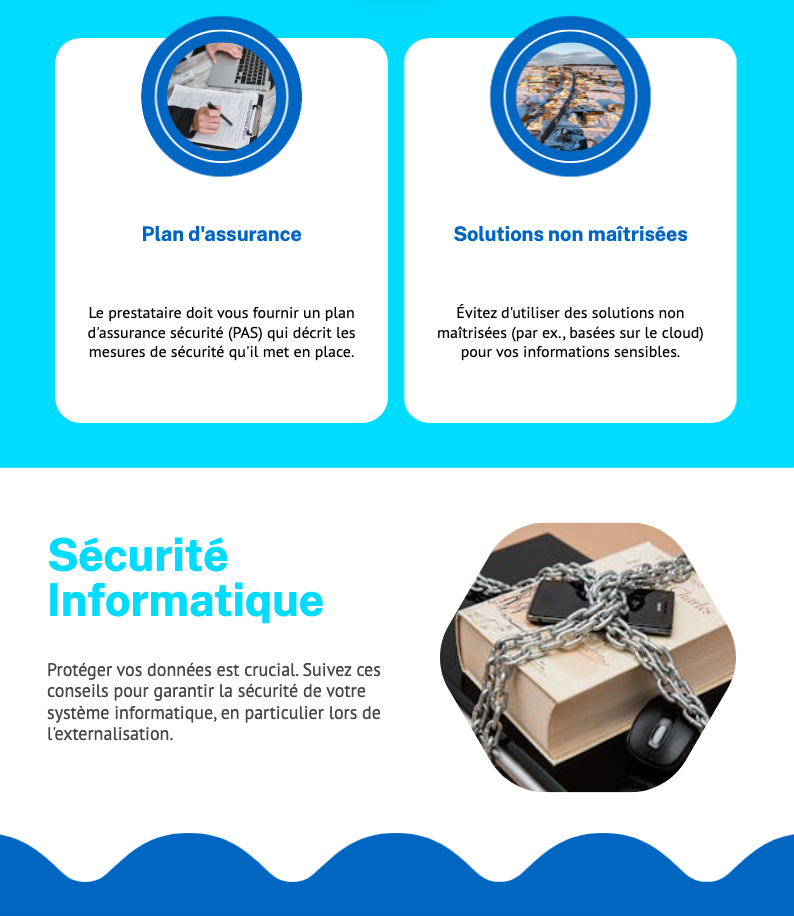 Plan d'assurance
Le prestataire doit vous fournir un plan
d'assurance sécurité (PAS) qui décrit les
mesures de sécurité qu'il met en place.
Solutions non maîtrisées
Évitez d'utiliser des solutions non
maîtrisées (par ex., basées sur le cloud)
pour vos informations sensibles.
Sécurité
Informatique
Protéger vos données est crucial. Suivez ces
conseils pour garantir la sécurité de votre
système informatique, en particulier lors de
l'externalisation.
Charles